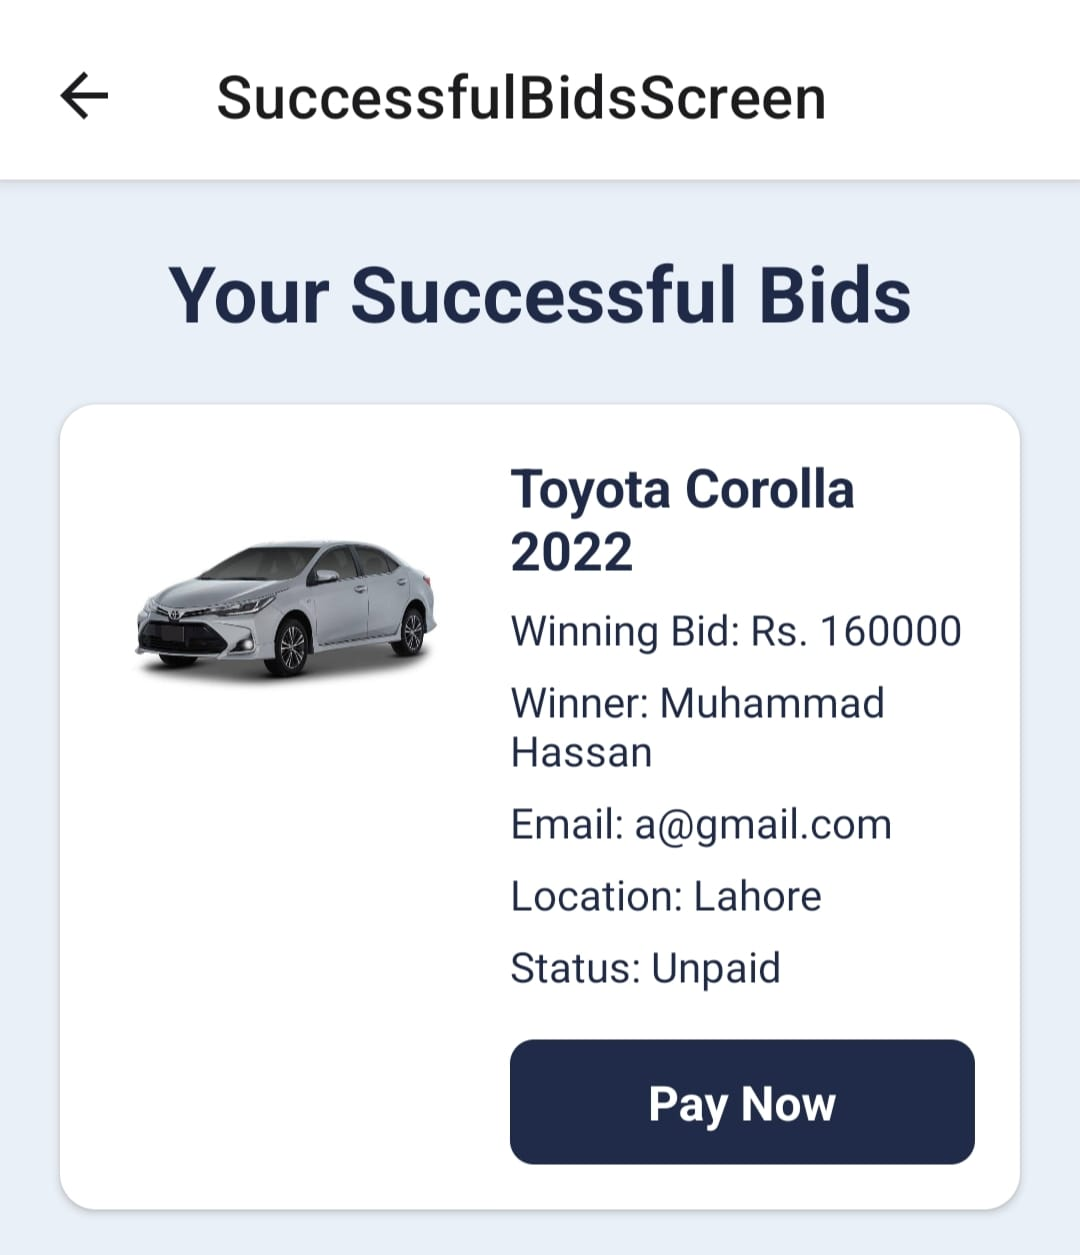 SuccessfulBidsScreen
Your Successful Bids
Toyota Corolla
2022
Winning Bid: Rs. 160000
Winner: Muhammad
Hassan
Email: a@gmail.com
Location: Lahore
Status: Unpaid
Pay Now